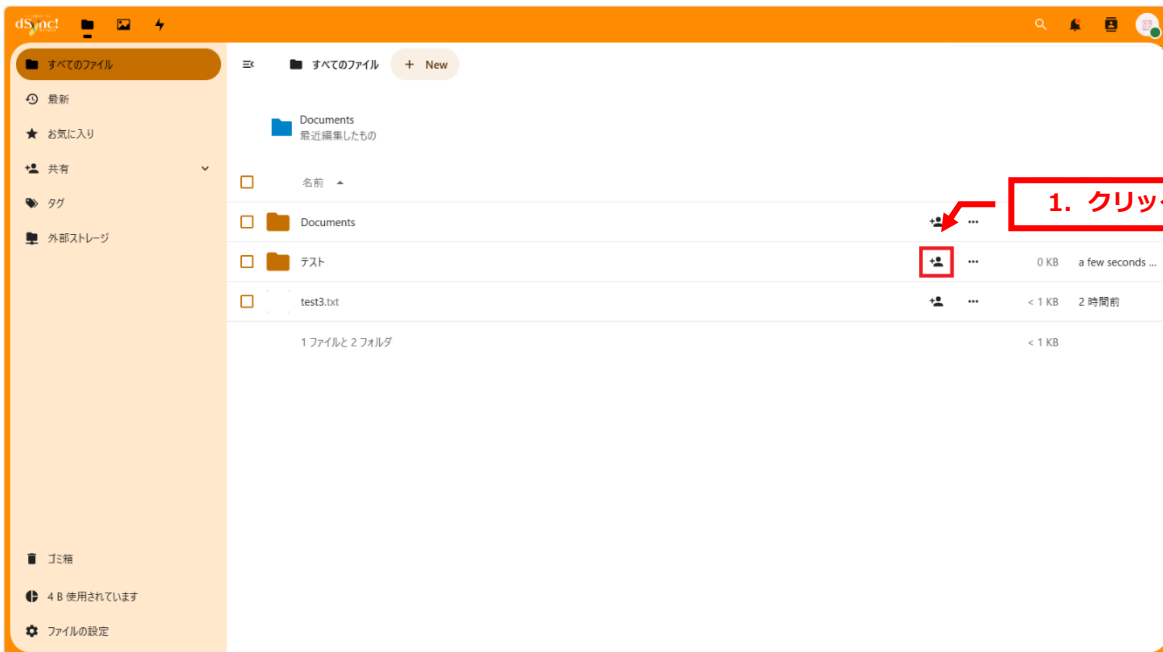 dSync!
すべてのファイル
最新
お気に入り
共有
タグ
外部ストレージ
ゴミ箱
4 B 使用されています
ファイルの設定
すべてのファイル
+ New
Documents
最近編集したもの
名前
Documents
1. クリッ
テスト 0 KB a few seconds ...
test3.txt < 1 KB 2 時間前
1 ファイルと 2 フォルダ < 1 KB